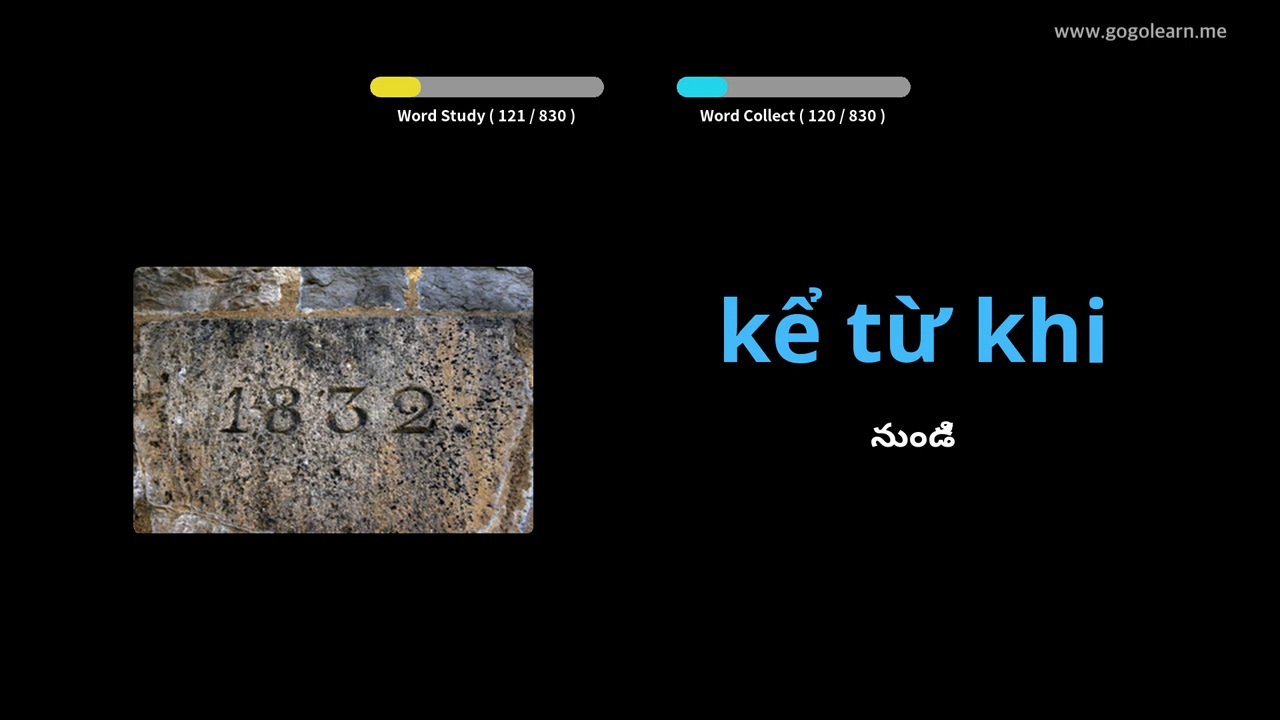 www.gogolearn.me
Word Study ( 121 / 830 )
Word Collect ( 120 / 830 )
1832.
kể từ khi
నుండి